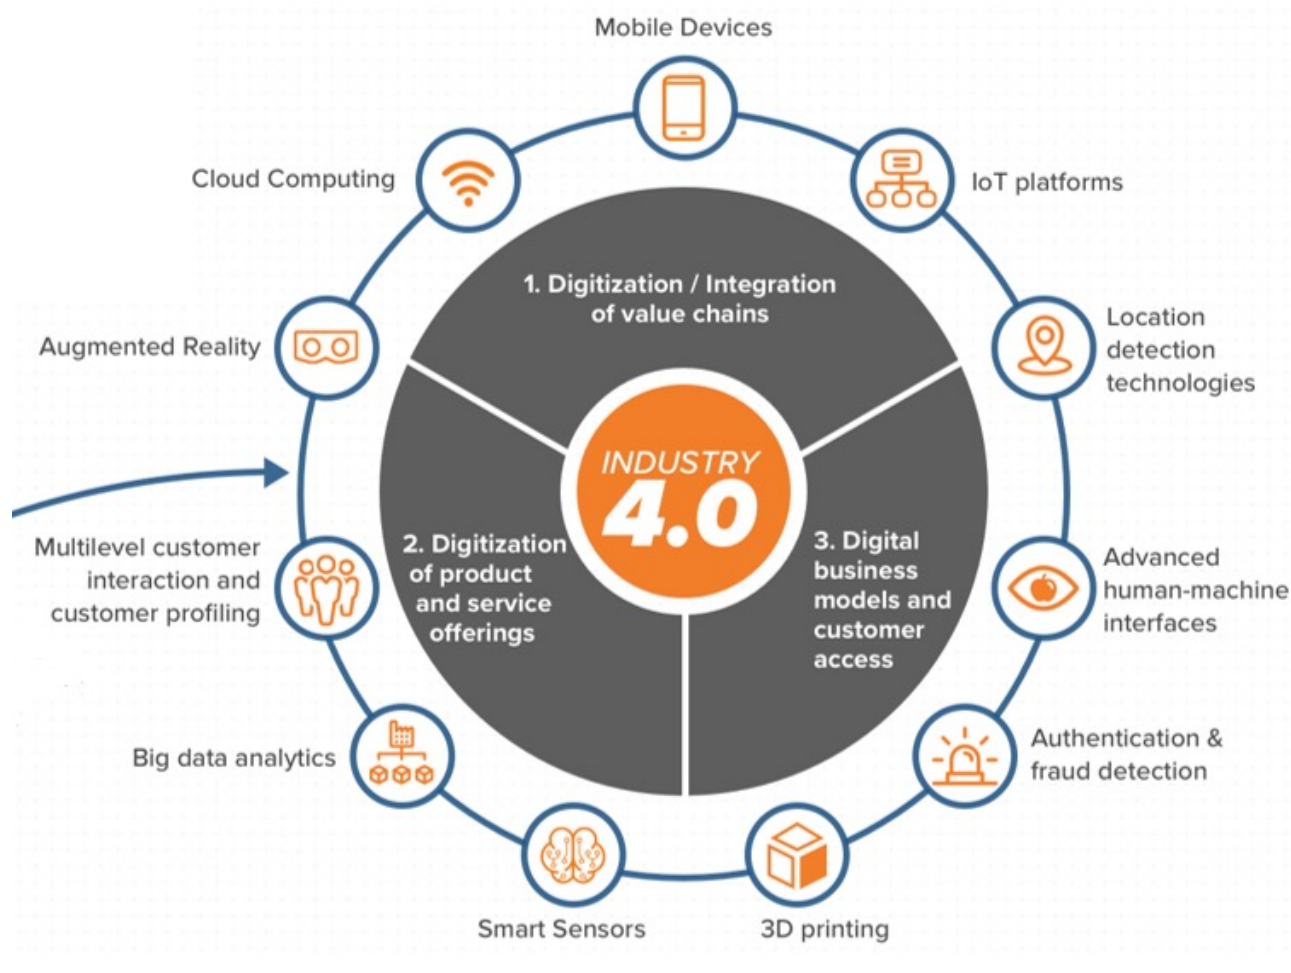 Mobile Devices
Cloud Computing
IoT platforms
1. Digitization / Integration
of value chains
Location
detection
technologies
Augmented Reality
INDUSTRY
4.0
2. Digitization
of product
and service
offerings
3. Digital
business
models and
customer
access
Multilevel customer
interaction and
customer profiling
Advanced
human-machine
interfaces
Big data analytics
Authentication &
fraud detection
Smart Sensors
3D printing